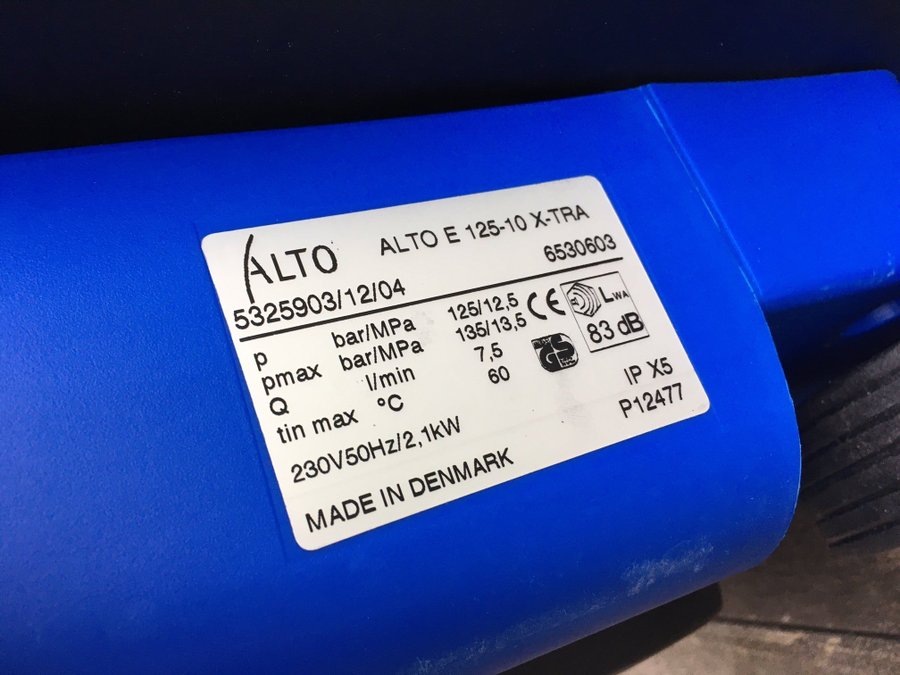 ALTO ALTO E 125-10 X-TRA
5325903/12/04 6530603
p bar/MPa 125/12,5 CE LWA
pmax bar/MPa 135/13,5 83 dB
Q l/min 7,5 GS
tin max °C 60 IP X5
230V50Hz/2,1kW P12477
MADE IN DENMARK